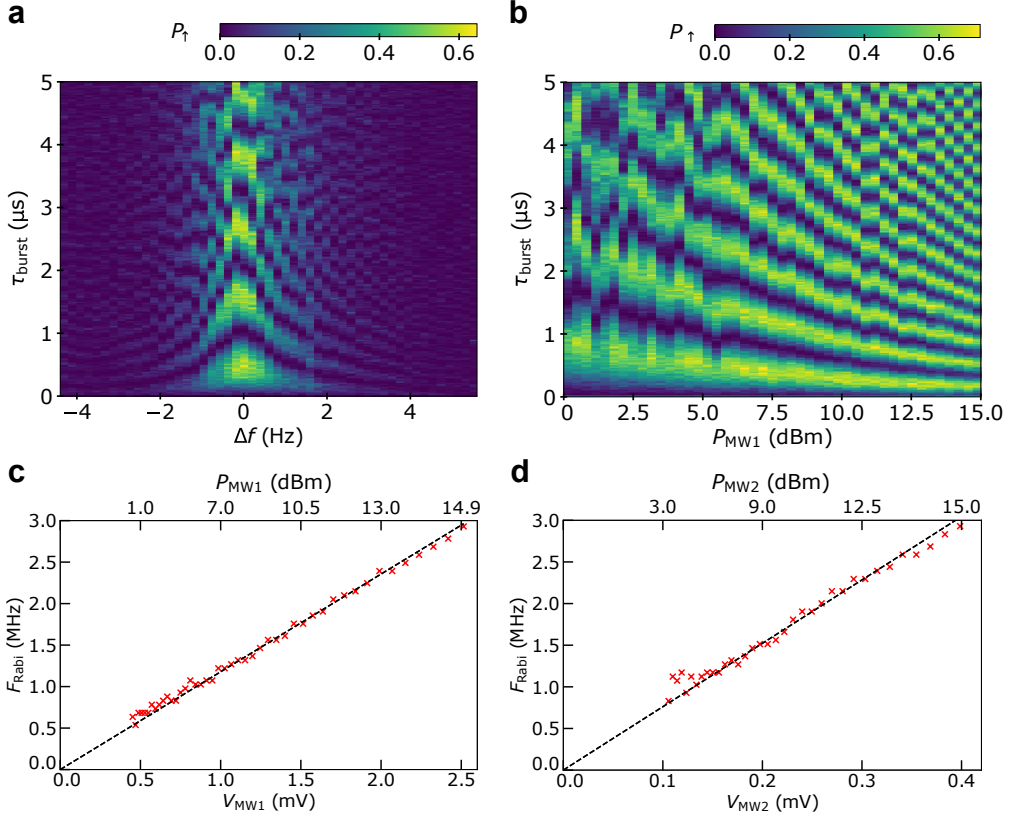 a
P↑
0.0 0.2 0.4 0.6
τburst (μs)
5
4
3
2
1
0
−4 −2 0 2 4
Δf (Hz)
b
P↑
0.0 0.2 0.4 0.6
τburst (μs)
5
4
3
2
1
0
0 2.5 5.0 7.5 10.0 12.5 15.0
PMW1 (dBm)
c
PMW1 (dBm)
1.0 7.0 10.5 13.0 14.9
FRabi (MHz)
3.0
2.5
2.0
1.5
1.0
0.5
0.0
0.0 0.5 1.0 1.5 2.0 2.5
VMW1 (mV)
d
PMW2 (dBm)
3.0 9.0 12.5 15.0
FRabi (MHz)
3.0
2.5
2.0
1.5
1.0
0.5
0.0
0.0 0.1 0.2 0.3 0.4
VMW2 (mV)